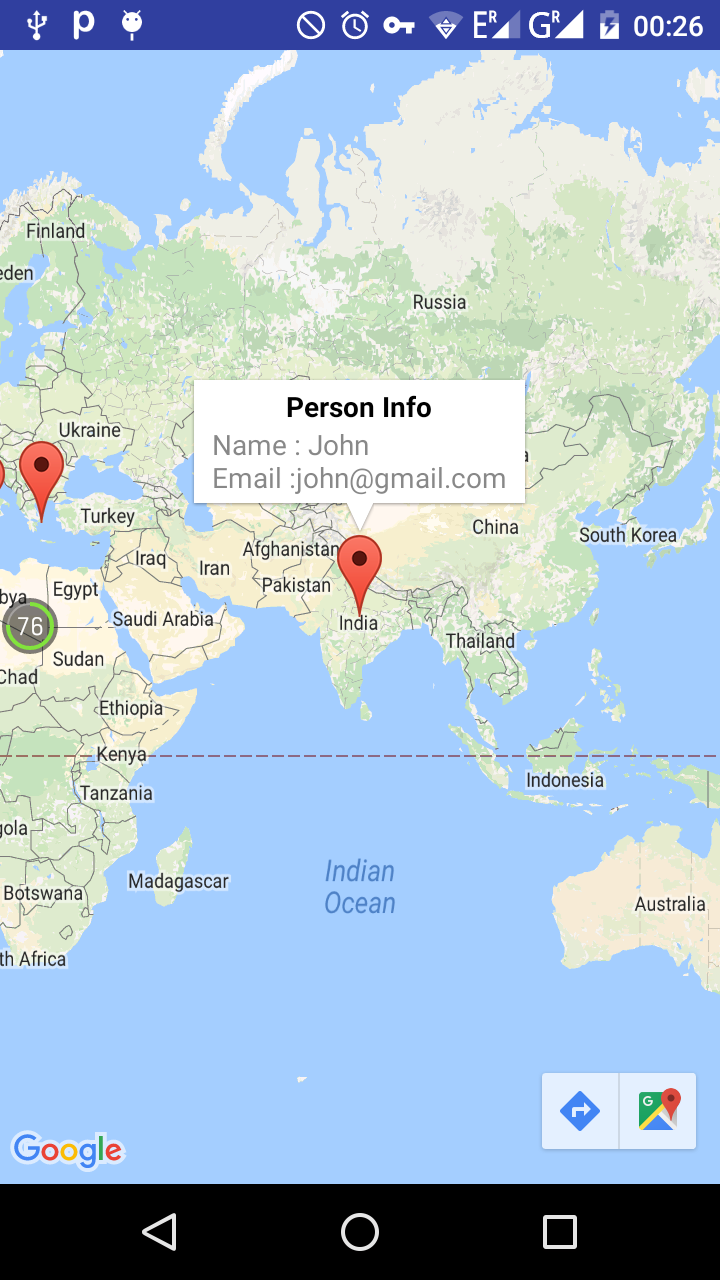 00:26
Finland
eden
Russia
Person Info
Name : John
Email :john@gmail.com
Ukraine
Turkey
China
South Korea
Afghanistan
Iraq
Iran
Pakistan
Egypt
bya
Saudi Arabia
India
76
Thailand
Sudan
Chad
Ethiopia
Kenya
Indonesia
Tanzania
gola
Indian
Ocean
Madagascar
Botswana
Australia
th Africa
Google